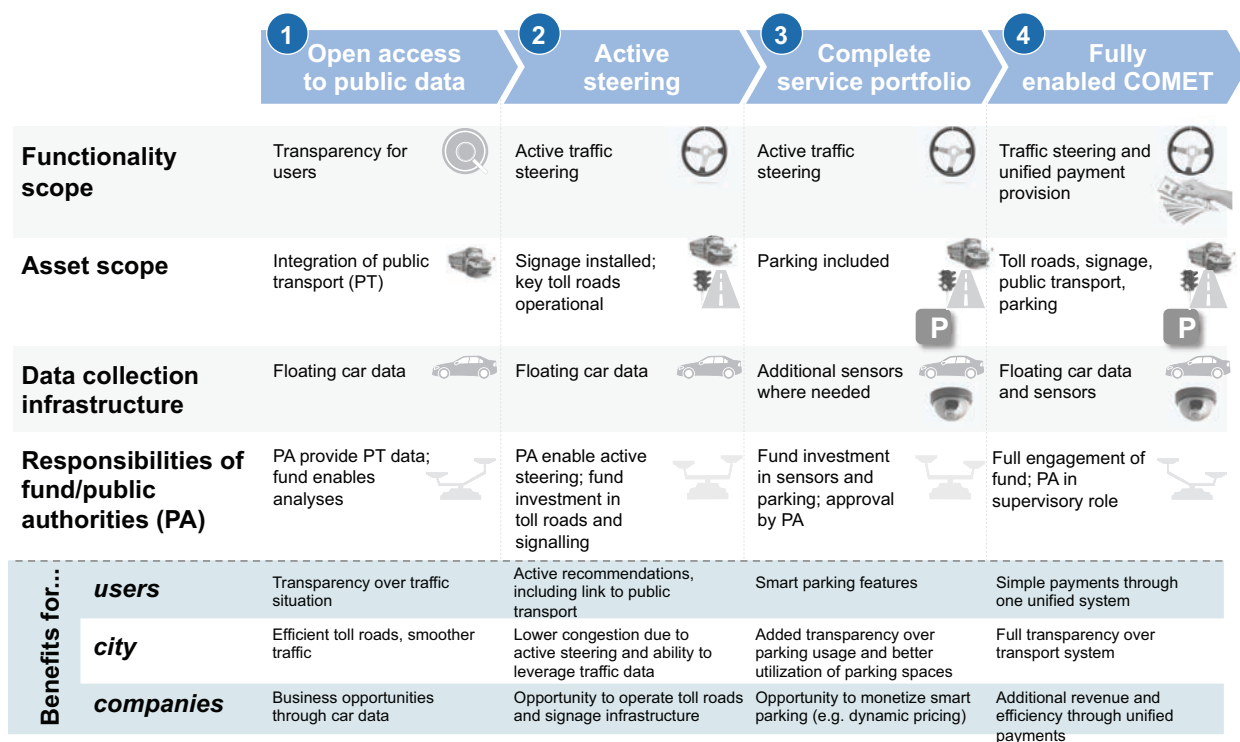 1
Open access
to public data
2
Active
steering
3
Complete
service portfolio
4
Fully
enabled COMET
Functionality
scope
Transparency for
users
Active traffic
steering
Active traffic
steering
Traffic steering and
unified payment
provision
Asset scope
Integration of public
transport (PT)
Signage installed;
key toll roads
operational
Parking included
P
Toll roads, signage,
public transport,
parking
P
Data collection
infrastructure
Floating car data
Floating car data
Additional sensors
where needed
Floating car data
and sensors
Responsibilities of
fund/public
authorities (PA)
PA provide PT data;
fund enables
analyses
PA enable active
steering; fund
investment in
toll roads and
signalling
Fund investment
in sensors and
parking; approval
by PA
Full engagement of
fund; PA in
supervisory role
Benefits for...
users
Transparency over traffic
situation
Active recommendations,
including link to public
transport
Smart parking features
Simple payments through
one unified system
city
Efficient toll roads, smoother
traffic
Lower congestion due to
active steering and ability to
leverage traffic data
Added transparency over
parking usage and better
utilization of parking spaces
Full transparency over
transport system
companies
Business opportunities
through car data
Opportunity to operate toll roads
and signage infrastructure
Opportunity to monetize smart
parking (e.g. dynamic pricing)
Additional revenue and
efficiency through unified
payments